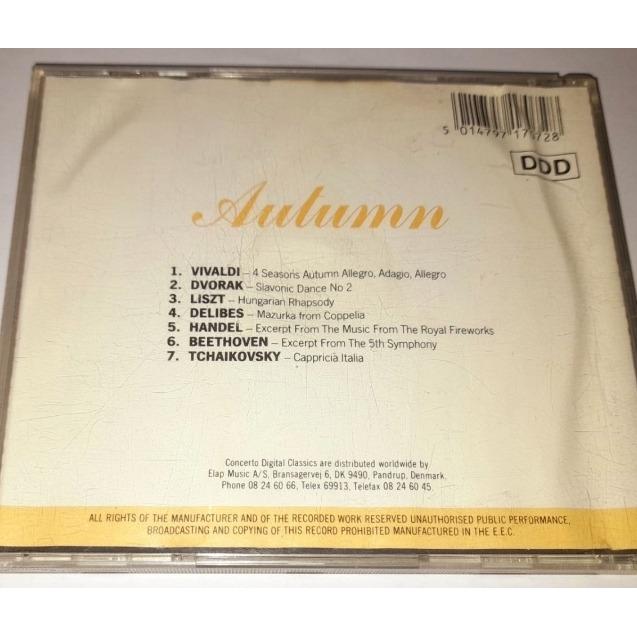 5 014797 171728
DDD
Autumn
1. VIVALDI – 4 Seasons Autumn Allegro, Adagio, Allegro
2. DVORAK – Slavonic Dance No 2
3. LISZT – Hungarian Rhapsody
4. DELIBES – Mazurka from Coppelia
5. HANDEL – Excerpt From The Music From The Royal Fireworks
6. BEETHOVEN – Excerpt From The 5th Symphony
7. TCHAIKOVSKY – Cappricià Italia
Concerto Digital Classics are distributed worldwide by
Elap Music A/S, Bransagervej 6, DK 9490, Pandrup, Denmark.
Phone 08 24 60 66, Telex 69913, Telefax 08 24 60 45.
ALL RIGHTS OF THE MANUFACTURER AND OF THE RECORDED WORK RESERVED UNAUTHORISED PUBLIC PERFORMANCE,
BROADCASTING AND COPYING OF THIS RECORD PROHIBITED MANUFACTURED IN THE E.E.C.